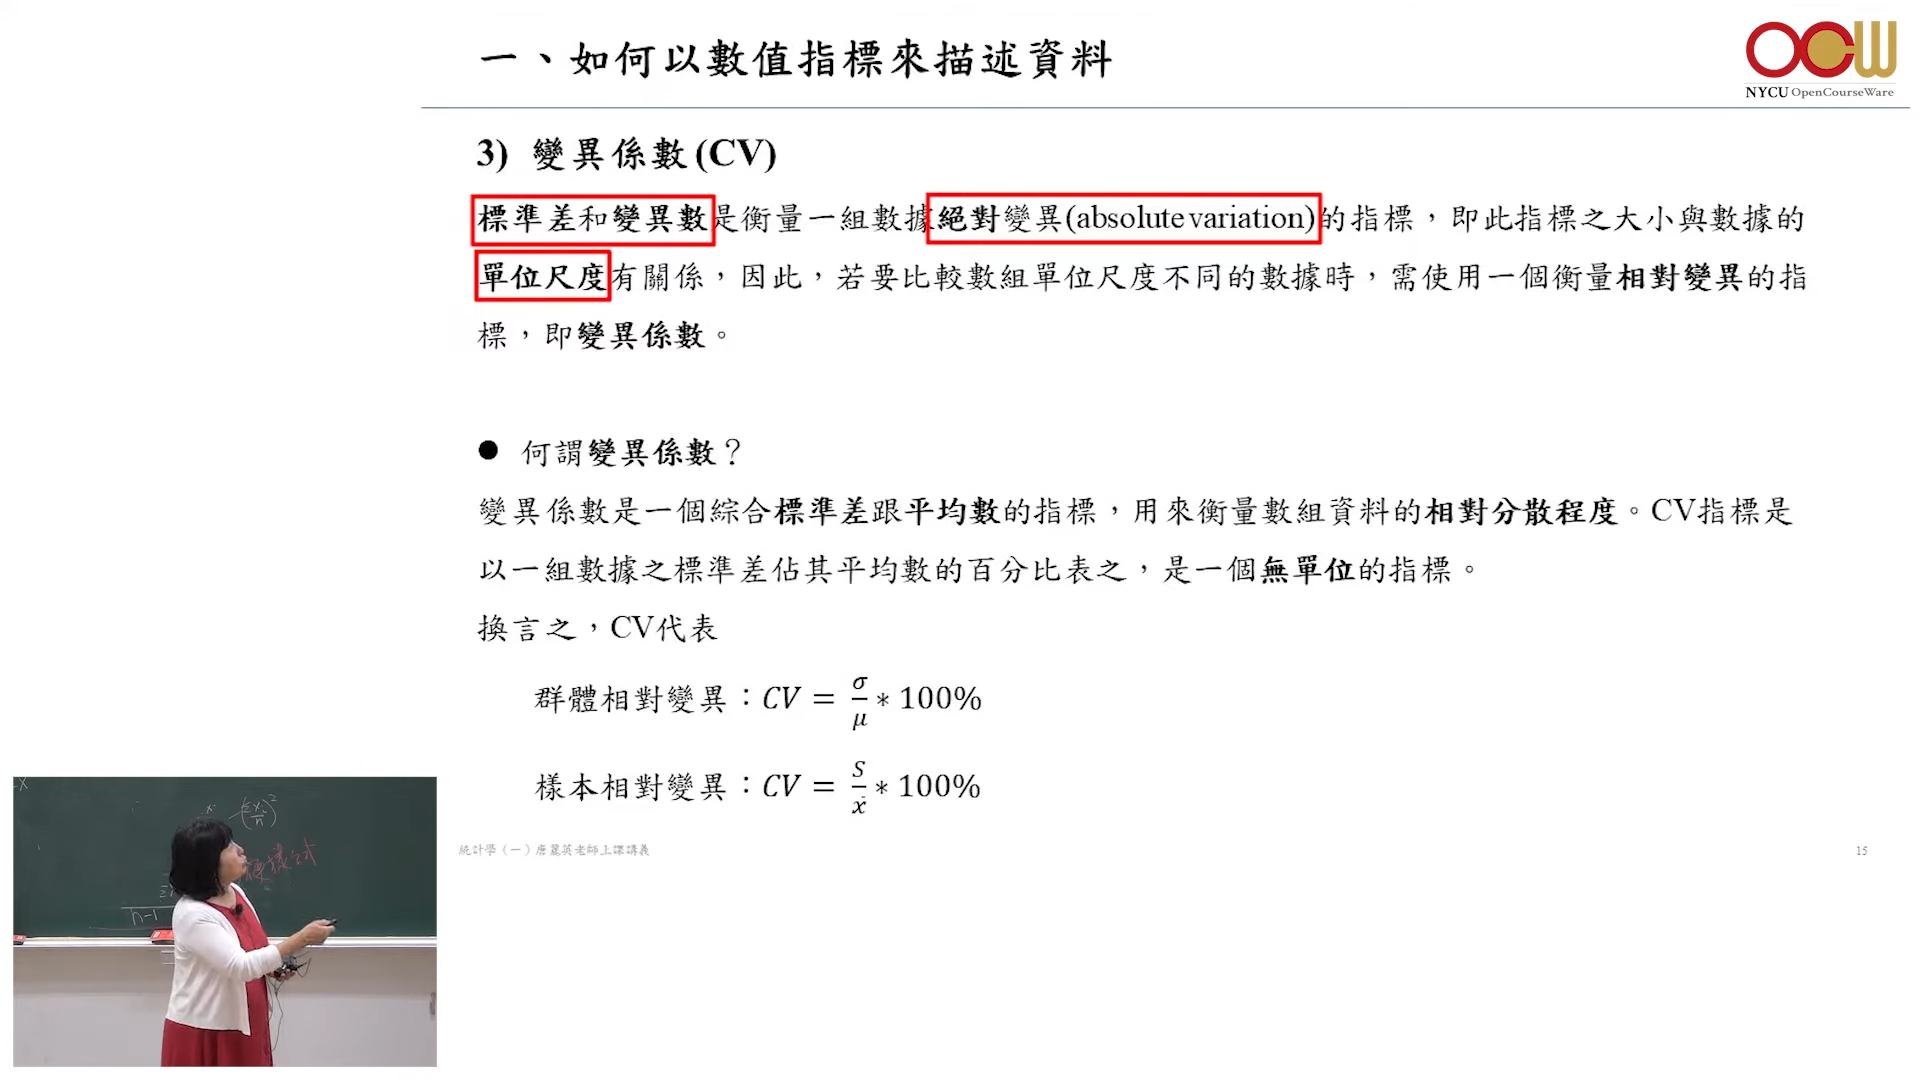 一、如何以數值指標來描述資料
OCW
NYCU OpenCourseWare
3) 變異係數(CV)
標準差和變異數是衡量一組數據絕對變異(absolute variation)的指標，即此指標之大小與數據的
單位尺度有關係，因此，若要比較數組單位尺度不同的數據時，需使用一個衡量相對變異的指
標，即變異係數。
● 何謂變異係數？
變異係數是一個綜合標準差跟平均數的指標，用來衡量數組資料的相對分散程度。CV指標是
以一組數據之標準差佔其平均數的百分比表之，是一個無單位的指標。
換言之，CV代表
群體相對變異：CV = σ/μ * 100%
樣本相對變異：CV = S/x̄ * 100%
統計學（一）唐麗英老師上課講義
15
n-1